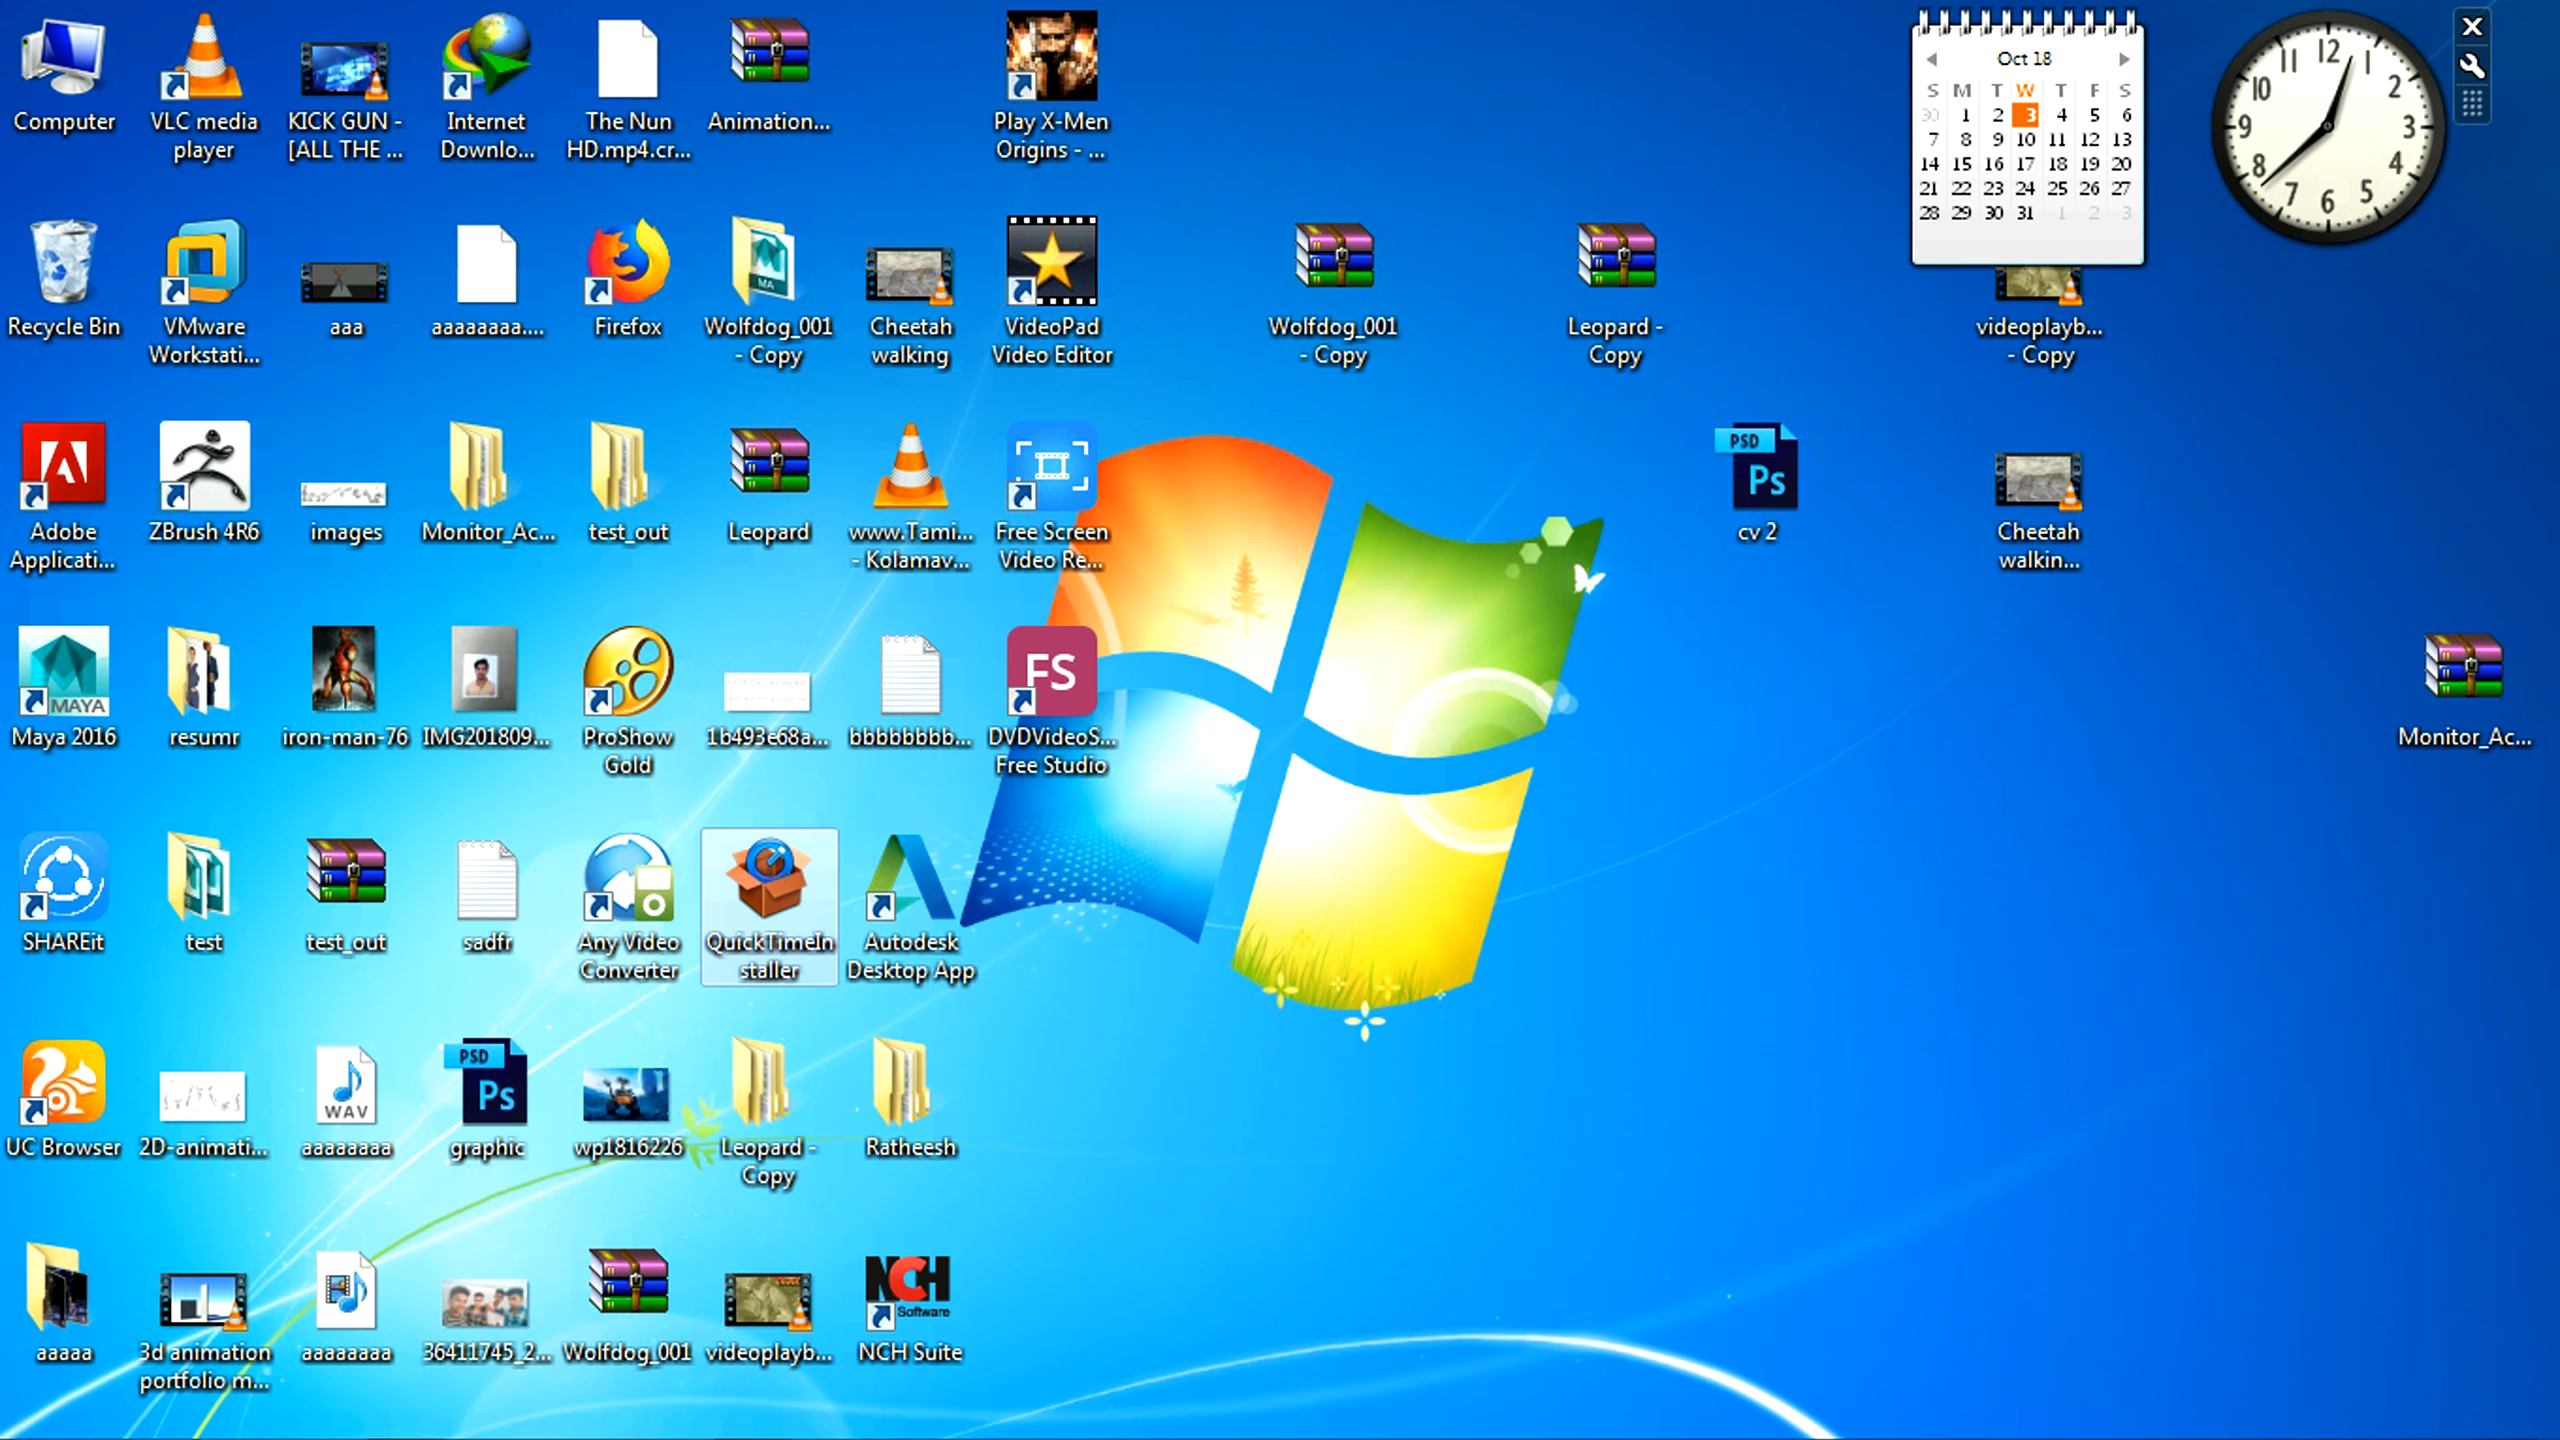 Computer
VLC media
player
KICK GUN -
[ALL THE ...
Internet
Downlo...
The Nun
HD.mp4.cr...
Animation...
Play X-Men
Origins - ...
Oct 18
S M T W T F S
30 1 2 3 4 5 6
7 8 9 10 11 12 13
14 15 16 17 18 19 20
21 22 23 24 25 26 27
28 29 30 31 1 2 3
12 1 2 3 4 5 6 7 8 9 10 11
Recycle Bin
VMware
Workstati...
aaa
aaaaaaaa....
Firefox
MA
Wolfdog_001
- Copy
Cheetah
walking
VideoPad
Video Editor
Wolfdog_001
- Copy
Leopard -
Copy
videoplayb...
- Copy
Adobe
Applicati...
ZBrush 4R6
images
Monitor_Ac...
test_out
Leopard
www.Tami...
- Kolamav...
Free Screen
Video Re...
PSD
Ps
cv 2
Cheetah
walkin...
MAYA
Maya 2016
resumr
iron-man-76
IMG201809...
ProShow
Gold
1b493e68a...
bbbbbbbb...
FS
DVDVideoS...
Free Studio
Monitor_Ac...
SHAREit
test
test_out
sadfr
Any Video
Converter
QuickTimeIn
staller
Autodesk
Desktop App
UC Browser
2D-animati...
WAV
aaaaaaaa
PSD
Ps
graphic
wp1816226
Leopard -
Copy
Ratheesh
aaaaa
3d animation
portfolio m...
aaaaaaaa
36411745_2...
Wolfdog_001
videoplayb...
NCH
Software
NCH Suite